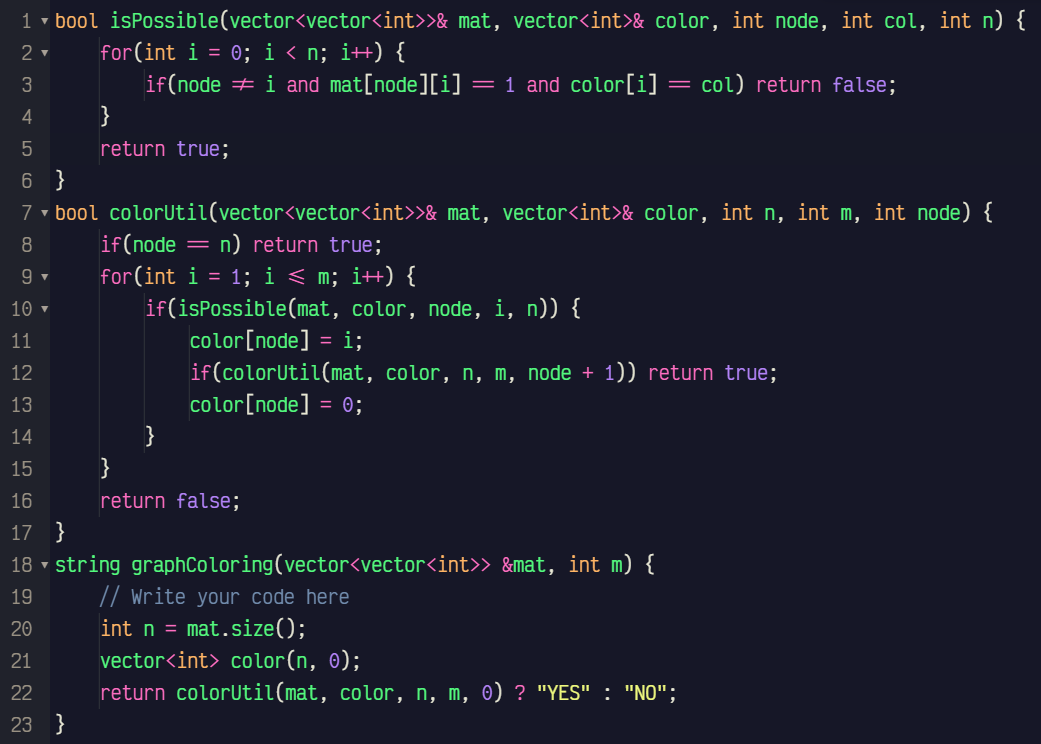 1 bool isPossible(vector<vector<int>>& mat, vector<int>& color, int node, int col, int n) {
2     for(int i = 0; i < n; i++) {
3         if(node != i and mat[node][i] == 1 and color[i] == col) return false;
4     }
5     return true;
6 }
7 bool colorUtil(vector<vector<int>>& mat, vector<int>& color, int n, int m, int node) {
8     if(node == n) return true;
9     for(int i = 1; i <= m; i++) {
10         if(isPossible(mat, color, node, i, n)) {
11             color[node] = i;
12             if(colorUtil(mat, color, n, m, node + 1)) return true;
13             color[node] = 0;
14         }
15     }
16     return false;
17 }
18 string graphColoring(vector<vector<int>> &mat, int m) {
19     // Write your code here
20     int n = mat.size();
21     vector<int> color(n, 0);
22     return colorUtil(mat, color, n, m, 0) ? "YES" : "NO";
23 }